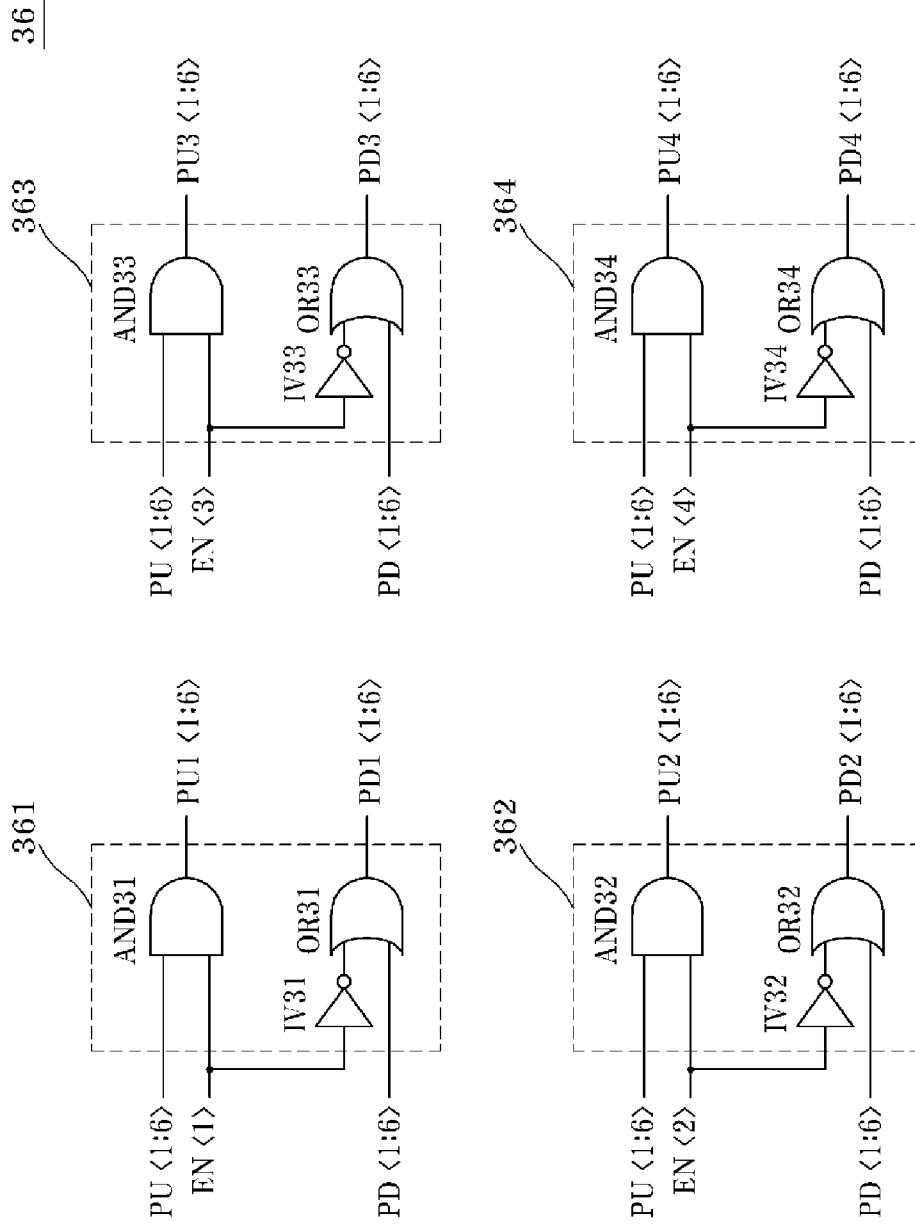 36
361
PU <1:6>
EN <1>
PD <1:6>
AND31
IV31
OR31
PU1 <1:6>
PD1 <1:6>
363
PU <1:6>
EN <3>
PD <1:6>
AND33
IV33
OR33
PU3 <1:6>
PD3 <1:6>
362
PU <1:6>
EN <2>
PD <1:6>
AND32
IV32
OR32
PU2 <1:6>
PD2 <1:6>
364
PU <1:6>
EN <4>
PD <1:6>
AND34
IV34
OR34
PU4 <1:6>
PD4 <1:6>